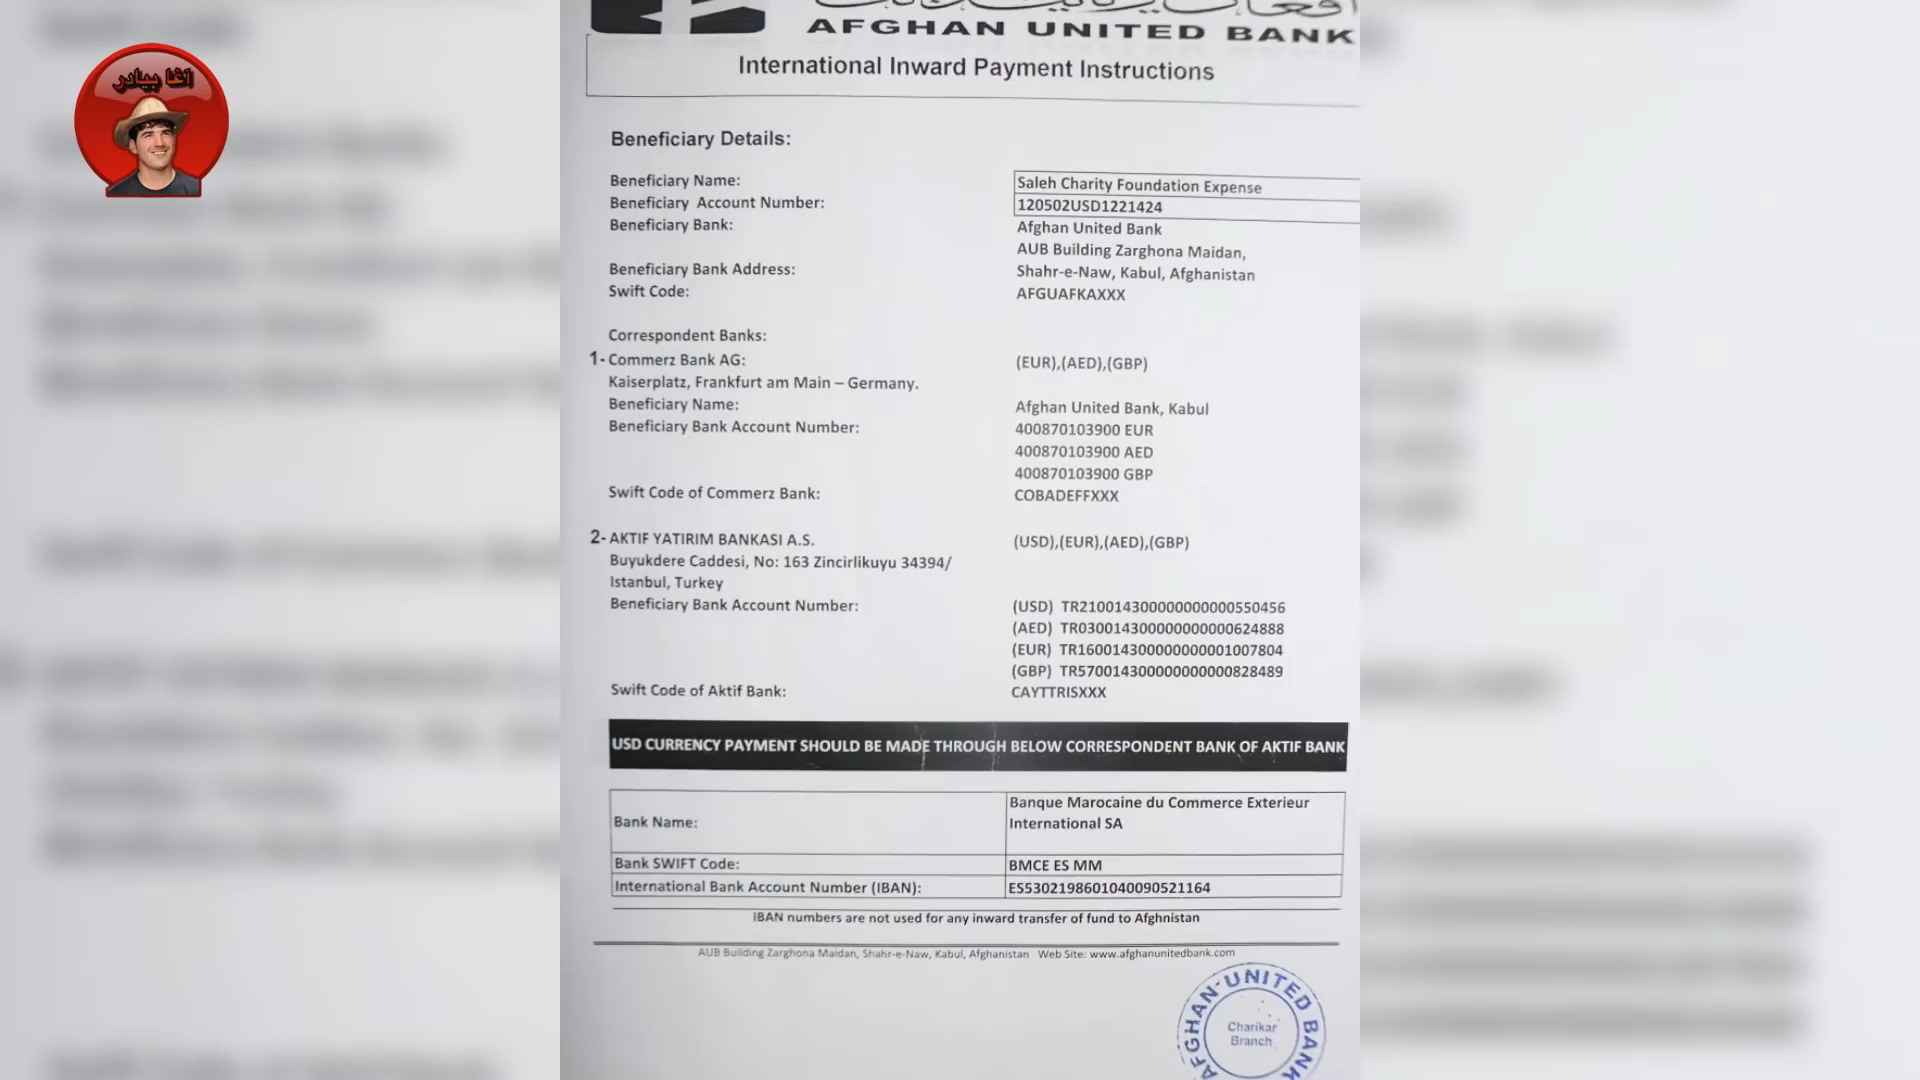 آغا بیادر
AFGHAN UNITED BANK
International Inward Payment Instructions
Beneficiary Details:
Beneficiary Name: Saleh Charity Foundation Expense
Beneficiary Account Number: 120502USD1221424
Beneficiary Bank: Afghan United Bank
AUB Building Zarghona Maidan,
Beneficiary Bank Address: Shahr-e-Naw, Kabul, Afghanistan
Swift Code: AFGUAFKAXXX
Correspondent Banks:
1- Commerz Bank AG: (EUR),(AED),(GBP)
Kaiserplatz, Frankfurt am Main – Germany.
Beneficiary Name: Afghan United Bank, Kabul
Beneficiary Bank Account Number: 400870103900 EUR
400870103900 AED
400870103900 GBP
Swift Code of Commerz Bank: COBADEFFXXX
2- AKTIF YATIRIM BANKASI A.S. (USD),(EUR),(AED),(GBP)
Buyukdere Caddesi, No: 163 Zincirlikuyu 34394/
Istanbul, Turkey
Beneficiary Bank Account Number: (USD) TR210014300000000000550456
(AED) TR030014300000000000624888
(EUR) TR160014300000000001007804
(GBP) TR570014300000000000828489
Swift Code of Aktif Bank: CAYTTRISXXX
USD CURRENCY PAYMENT SHOULD BE MADE THROUGH BELOW CORRESPONDENT BANK OF AKTIF BANK
Bank Name: Banque Marocaine du Commerce Exterieur
International SA
Bank SWIFT Code: BMCE ES MM
International Bank Account Number (IBAN): ES5302198601040090521164
IBAN numbers are not used for any inward transfer of fund to Afghnistan
AUB Building Zarghona Maidan, Shahr-e-Naw, Kabul, Afghanistan Web Site: www.afghanunitedbank.com
AFGHAN UNITED BANK
Charikar
Branch